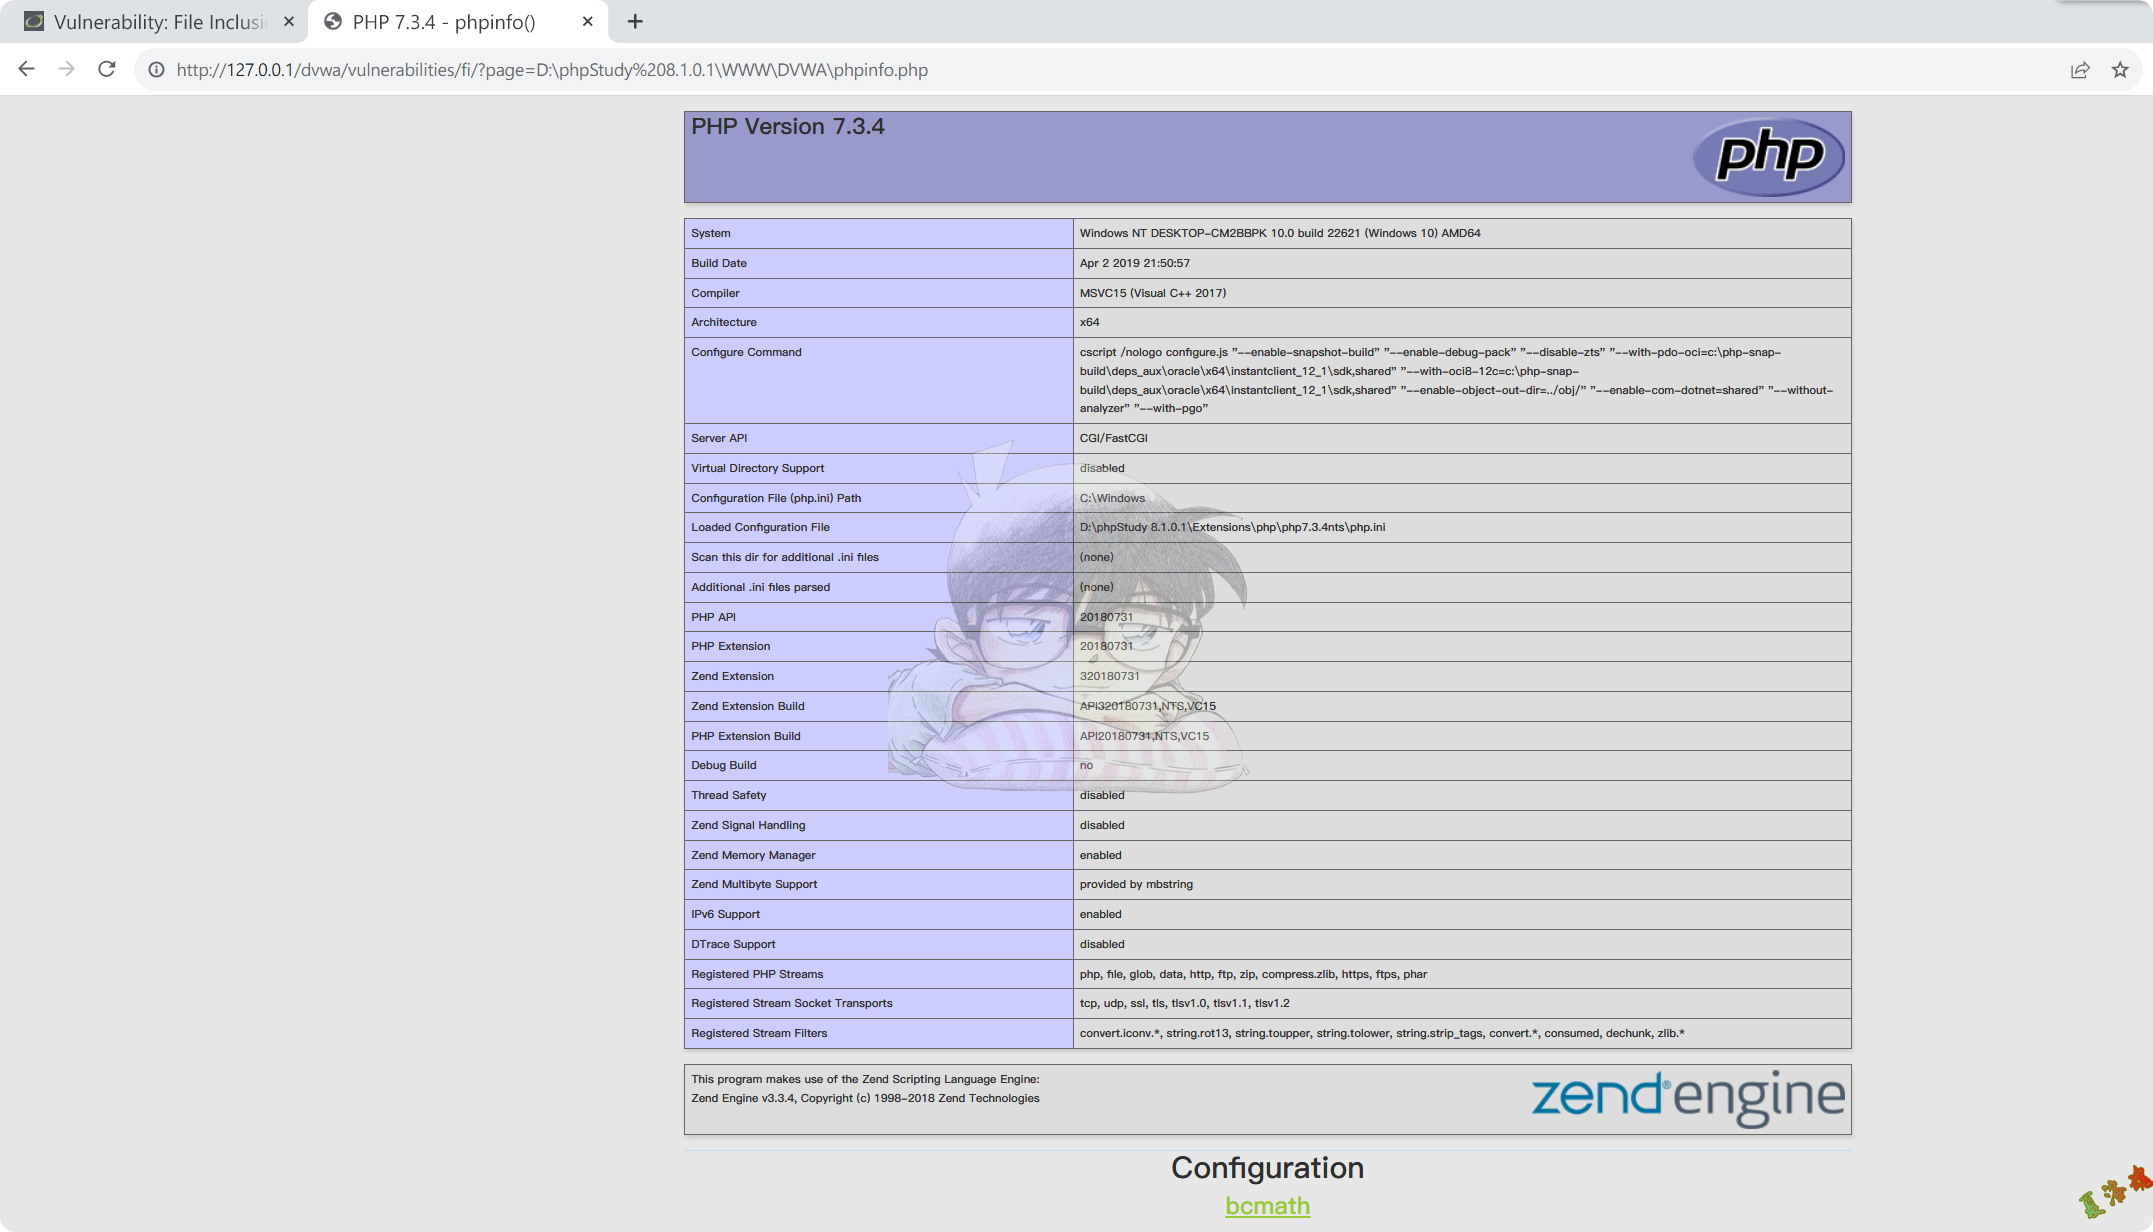 Vulnerability: File Inclusi
PHP 7.3.4 - phpinfo()
http://127.0.0.1/dvwa/vulnerabilities/fi/?page=D:\phpStudy%208.1.0.1\WWW\DVWA\phpinfo.php
PHP Version 7.3.4
php
System Windows NT DESKTOP-CM2BBPK 10.0 build 22621 (Windows 10) AMD64
Build Date Apr 2 2019 21:50:57
Compiler MSVC15 (Visual C++ 2017)
Architecture x64
Configure Command cscript /nologo configure.js "--enable-snapshot-build" "--enable-debug-pack" "--disable-zts" "--with-pdo-oci=c:\php-snap-
build\deps_aux\oracle\x64\instantclient_12_1\sdk,shared" "--with-oci8-12c=c:\php-snap-
build\deps_aux\oracle\x64\instantclient_12_1\sdk,shared" "--enable-object-out-dir=../obj/" "--enable-com-dotnet=shared" "--without-
analyzer" "--with-pgo"
Server API CGI/FastCGI
Virtual Directory Support disabled
Configuration File (php.ini) Path C:\Windows
Loaded Configuration File D:\phpStudy 8.1.0.1\Extensions\php\php7.3.4nts\php.ini
Scan this dir for additional .ini files (none)
Additional .ini files parsed (none)
PHP API 20180731
PHP Extension 20180731
Zend Extension 320180731
Zend Extension Build API320180731,NTS,VC15
PHP Extension Build API20180731,NTS,VC15
Debug Build no
Thread Safety disabled
Zend Signal Handling disabled
Zend Memory Manager enabled
Zend Multibyte Support provided by mbstring
IPv6 Support enabled
DTrace Support disabled
Registered PHP Streams php, file, glob, data, http, ftp, zip, compress.zlib, https, ftps, phar
Registered Stream Socket Transports tcp, udp, ssl, tls, tlsv1.0, tlsv1.1, tlsv1.2
Registered Stream Filters convert.iconv.*, string.rot13, string.toupper, string.tolower, string.strip_tags, convert.*, consumed, dechunk, zlib.*
This program makes use of the Zend Scripting Language Engine:
Zend Engine v3.3.4, Copyright (c) 1998-2018 Zend Technologies
zend engine
Configuration
bcmath